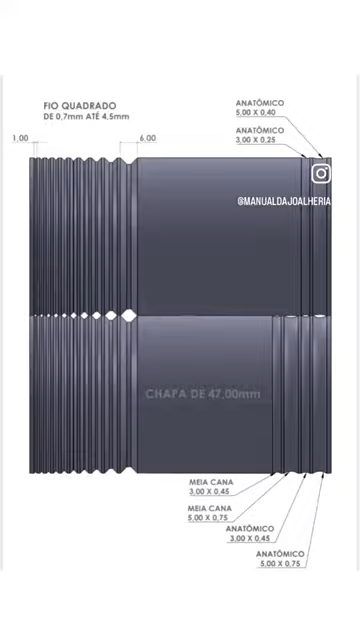 FIO QUADRADO
DE 0,7mm ATÉ 4,5mm
1,00
6,00
ANATÔMICO
5,00 X 0,40
ANATÔMICO
3,00 X 0,25
@MANUALDAJOALHERIA
CHAPA DE 47,00mm
MEIA CANA
3,00 X 0,45
MEIA CANA
5,00 X 0,75
ANATÔMICO
3,00 X 0,45
ANATÔMICO
5,00 X 0,75